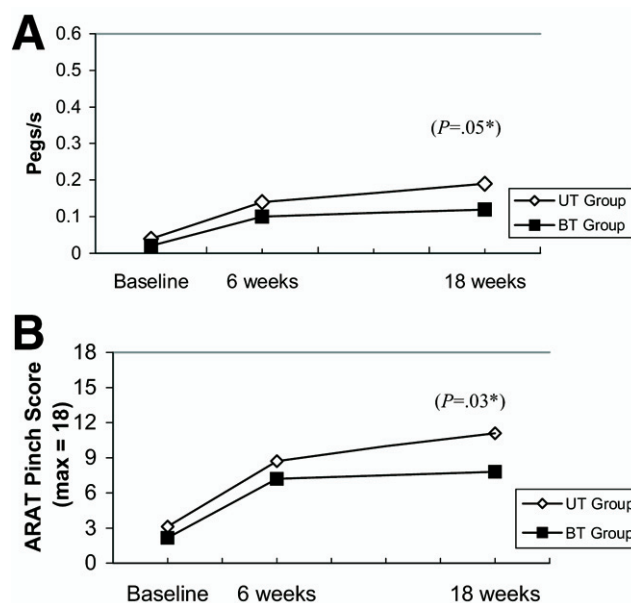 A
0.6
0.5
0.4
0.3
0.2
0.1
0
Pegs/s
(P=.05*)
UT Group
BT Group
Baseline 6 weeks 18 weeks
B
18
15
12
9
6
3
0
ARAT Pinch Score
(max = 18)
(P=.03*)
UT Group
BT Group
Baseline 6 weeks 18 weeks